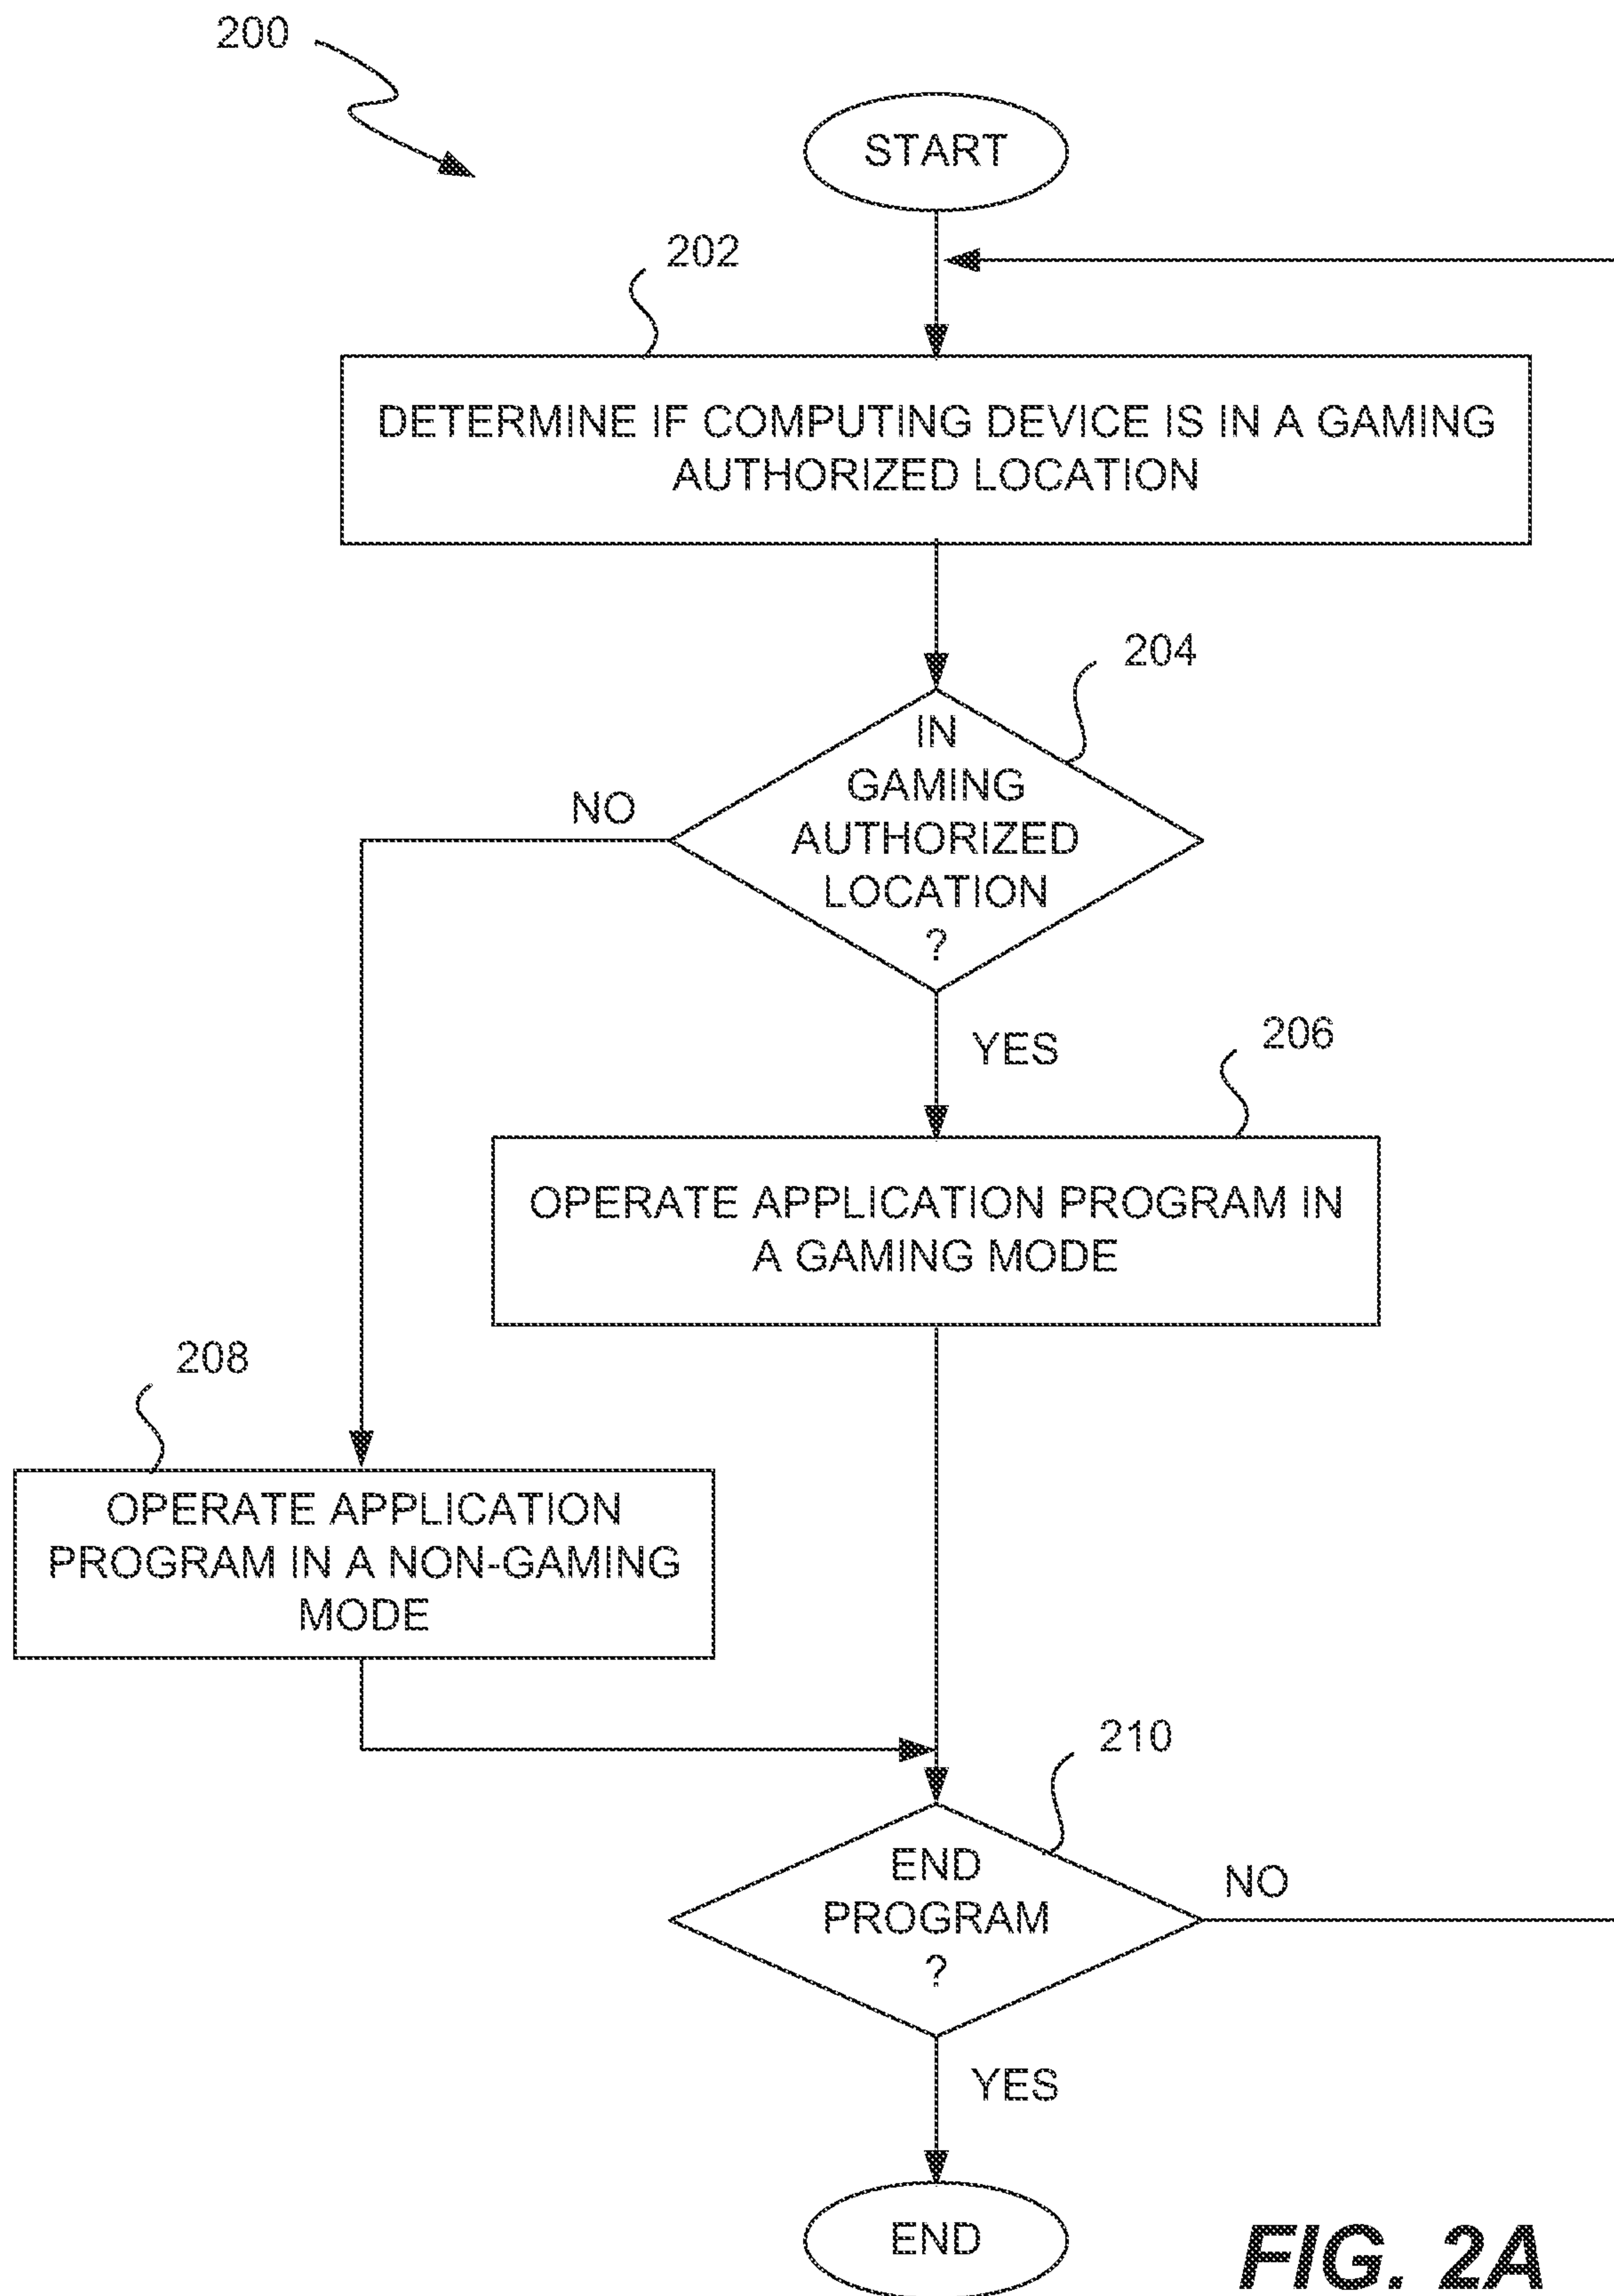 200
START
202
DETERMINE IF COMPUTING DEVICE IS IN A GAMING
AUTHORIZED LOCATION
204
IN
GAMING
AUTHORIZED
LOCATION
?
NO
YES
206
OPERATE APPLICATION PROGRAM IN
A GAMING MODE
208
OPERATE APPLICATION
PROGRAM IN A NON-GAMING
MODE
210
END
PROGRAM
?
NO
YES
END
FIG. 2A